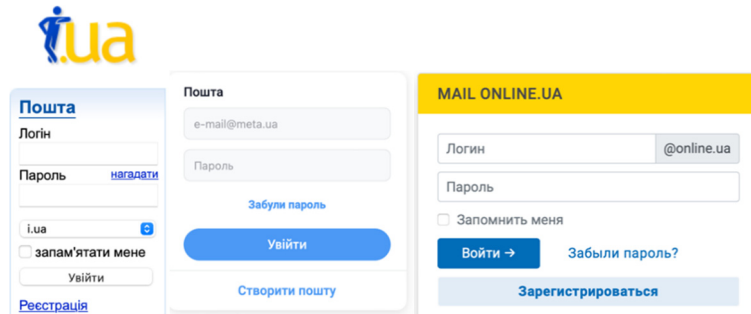 i.ua
Пошта
Логін
Пароль нагадати
i.ua
запам'ятати мене
Увійти
Реєстрація
Пошта
e-mail@meta.ua
Пароль
Забули пароль
Увійти
Створити пошту
MAIL ONLINE.UA
Логин @online.ua
Пароль
Запомнить меня
Войти → Забыли пароль?
Зарегистрироваться